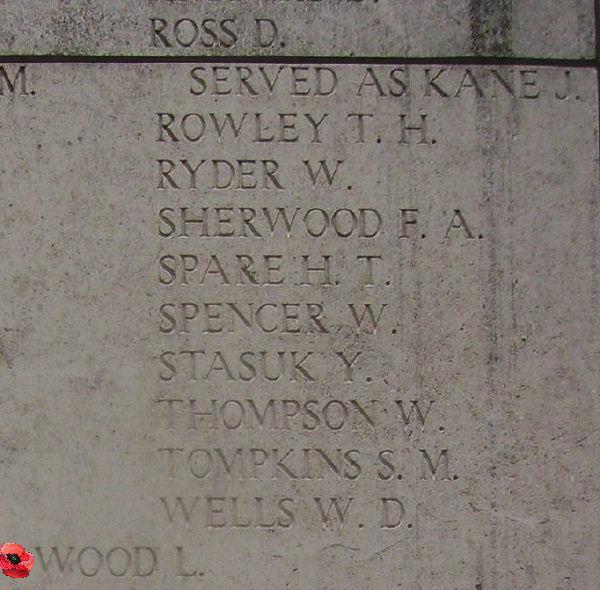 ROSS D.
M.
SERVED AS KANE J.
ROWLEY T. H.
RYDER W.
SHERWOOD F. A.
SPARE H. T.
SPENCER W.
STASUK Y.
THOMPSON W.
TOMPKINS S. M.
WELLS W. D.
WOOD L.